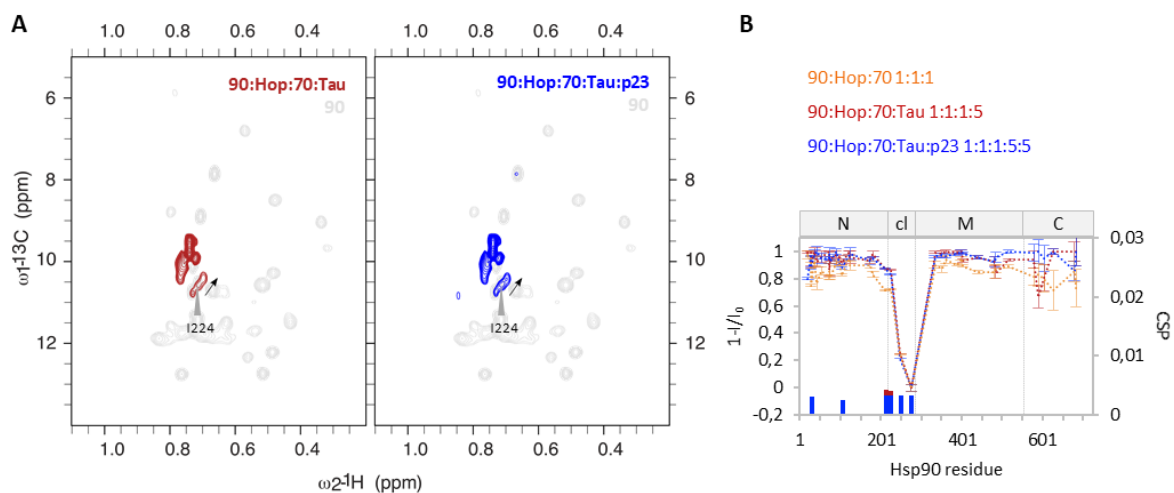 A
B
1.0 0.8 0.6 0.4
1.0 0.8 0.6 0.4
90:Hop:70:Tau
90
90:Hop:70:Tau:p23
90
6
8
10
12
6
8
10
12
ω1-13C (ppm)
I224
I224
1.0 0.8 0.6 0.4
1.0 0.8 0.6 0.4
ω2-1H (ppm)
90:Hop:70 1:1:1
90:Hop:70:Tau 1:1:1:5
90:Hop:70:Tau:p23 1:1:1:5:5
N cl M C
1
0,8
0,6
0,4
0,2
0
-0,2
1-I/I0
0,03
0,02
0,01
0
CSP
1 201 401 601
Hsp90 residue